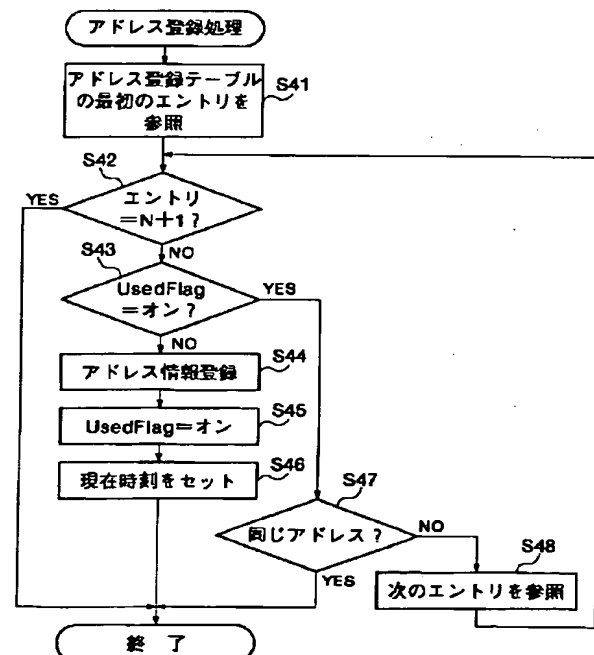 アドレス登録処理
S41
アドレス登録テーブル
の最初のエントリを
参照
S42
エントリ
=N+1?
YES
NO
S43
UsedFlag
=オン?
YES
NO
S44
アドレス情報登録
S45
UsedFlag=オン
S46
現在時刻をセット
S47
同じアドレス?
NO
YES
S48
次のエントリを参照
終了